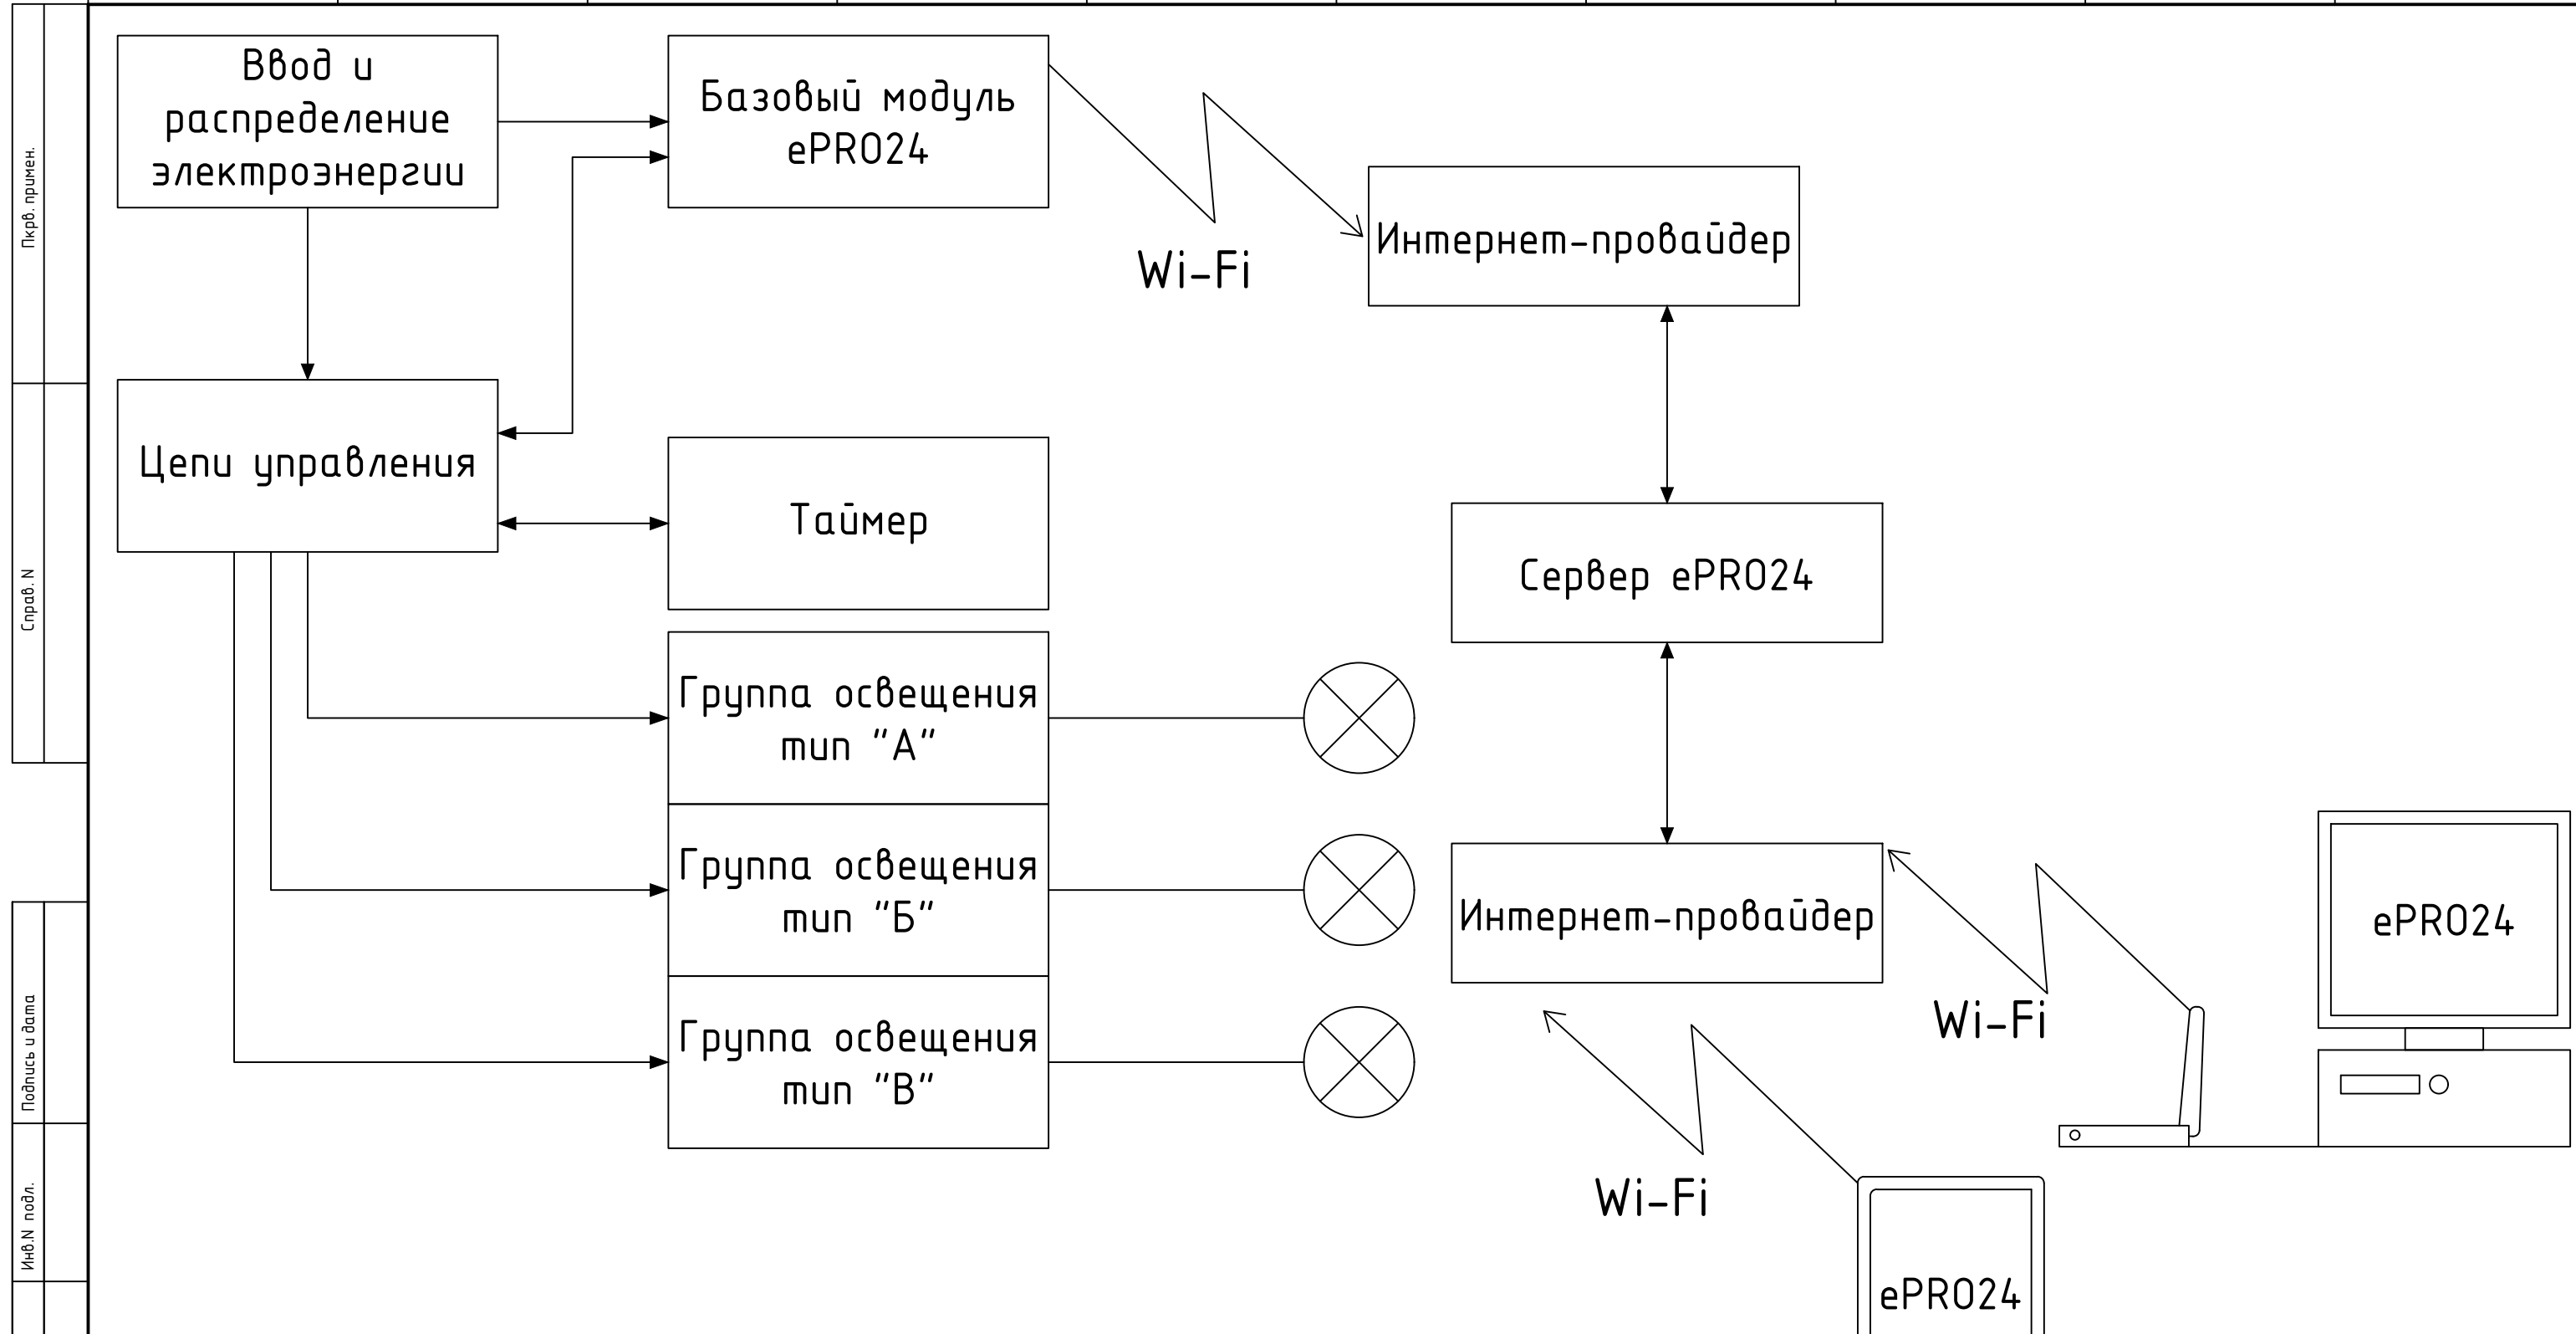 Ввод и
распределение
электроэнергии
Базовый модуль
ePRO24
Wi-Fi
Интернет-провайдер
Цепи управления
Таймер
Сервер ePRO24
Группа освещения
тип "А"
Группа освещения
тип "Б"
Группа освещения
тип "В"
Интернет-провайдер
Wi-Fi
ePRO24
Wi-Fi
ePRO24
Пкрв. примен.
Справ. N
Подпись и дата
Инв.N подл.